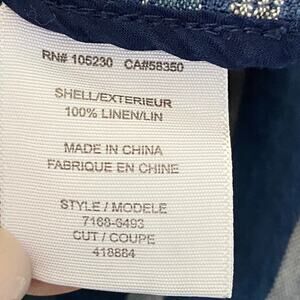 RN# 105230 CA#58350
SHELL/EXTERIEUR
100% LINEN/LIN
MADE IN CHINA
FABRIQUE EN CHINE
STYLE / MODELE
7168-6493
CUT / COUPE
418884